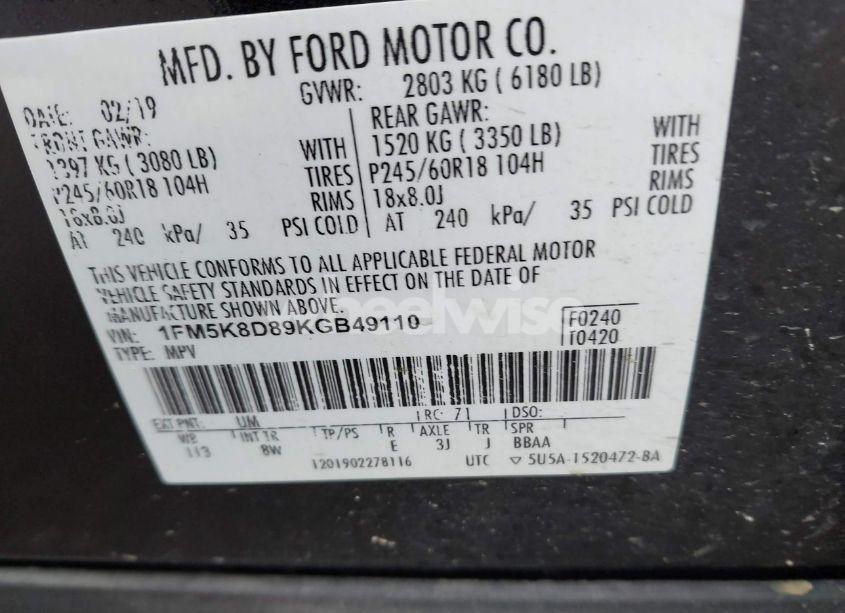 MFD. BY FORD MOTOR CO.
DATE: 02/19 GVWR: 2803 KG ( 6180 LB)
FRONT GAWR: REAR GAWR:
1397 KG ( 3080 LB) WITH 1520 KG ( 3350 LB) WITH
P245/60R18 104H TIRES P245/60R18 104H TIRES
18x8.0J RIMS 18x8.0J RIMS
AT 240 kPa/ 35 PSI COLD AT 240 kPa/ 35 PSI COLD
THIS VEHICLE CONFORMS TO ALL APPLICABLE FEDERAL MOTOR
VEHICLE SAFETY STANDARDS IN EFFECT ON THE DATE OF
MANUFACTURE SHOWN ABOVE.
VIN: 1FM5K8D89KGB49110 F0240
TYPE: MPV T0420
EXT PNT: UM RC: 71 DSO:
WB INT TR TP/PS R AXLE TR SPR
113 8W E 3J J BBAA
1201902278116 UTC ▽ 5U5A-1520472-BA